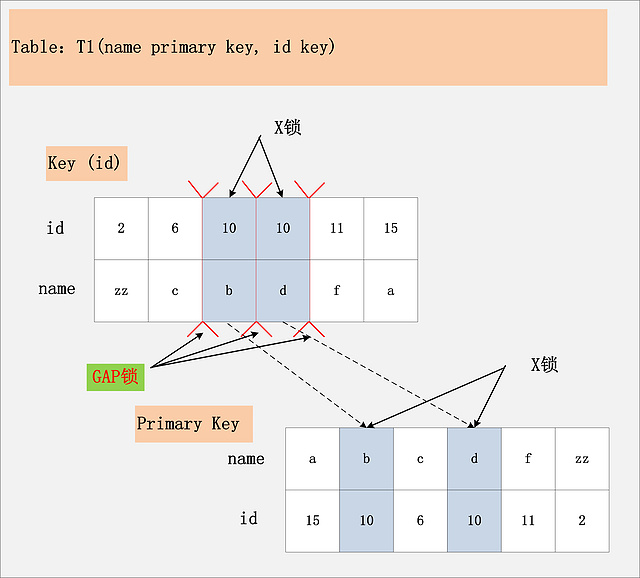 Table: T1(name primary key, id key)
X锁
Key (id)
id 2 6 10 10 11 15
name zz c b d f a
GAP锁
X锁
Primary Key
name a b c d f zz
id 15 10 6 10 11 2